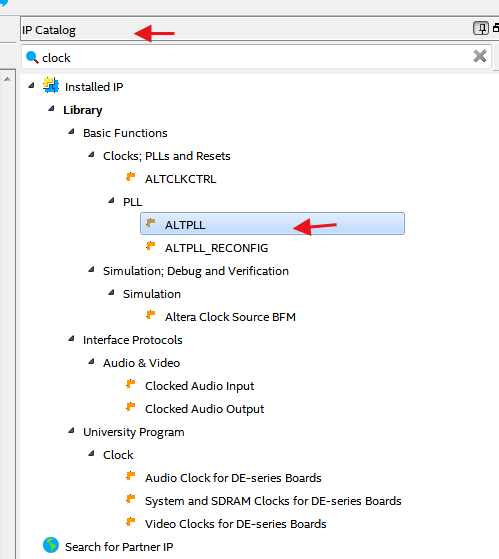 IP Catalog
clock
Installed IP
Library
Basic Functions
Clocks; PLLs and Resets
ALTCLKCTRL
PLL
ALTPLL
ALTPLL_RECONFIG
Simulation; Debug and Verification
Simulation
Altera Clock Source BFM
Interface Protocols
Audio & Video
Clocked Audio Input
Clocked Audio Output
University Program
Clock
Audio Clock for DE-series Boards
System and SDRAM Clocks for DE-series Boards
Video Clocks for DE-series Boards
Search for Partner IP